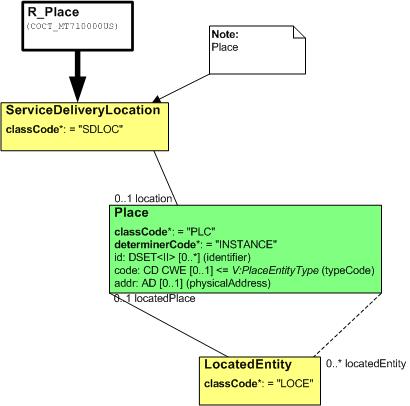 R_Place
(COCT_MT710000US)
Note:
Place
ServiceDeliveryLocation
classCode*: = "SDLOC"
0..1 location
Place
classCode*: = "PLC"
determinerCode*: = "INSTANCE"
id: DSET<II> [0..*] (identifier)
code: CD CWE [0..1] <= V:PlaceEntityType (typeCode)
addr: AD [0..1] (physicalAddress)
0..1 locatedPlace
LocatedEntity
0..* locatedEntity
classCode*: = "LOCE"